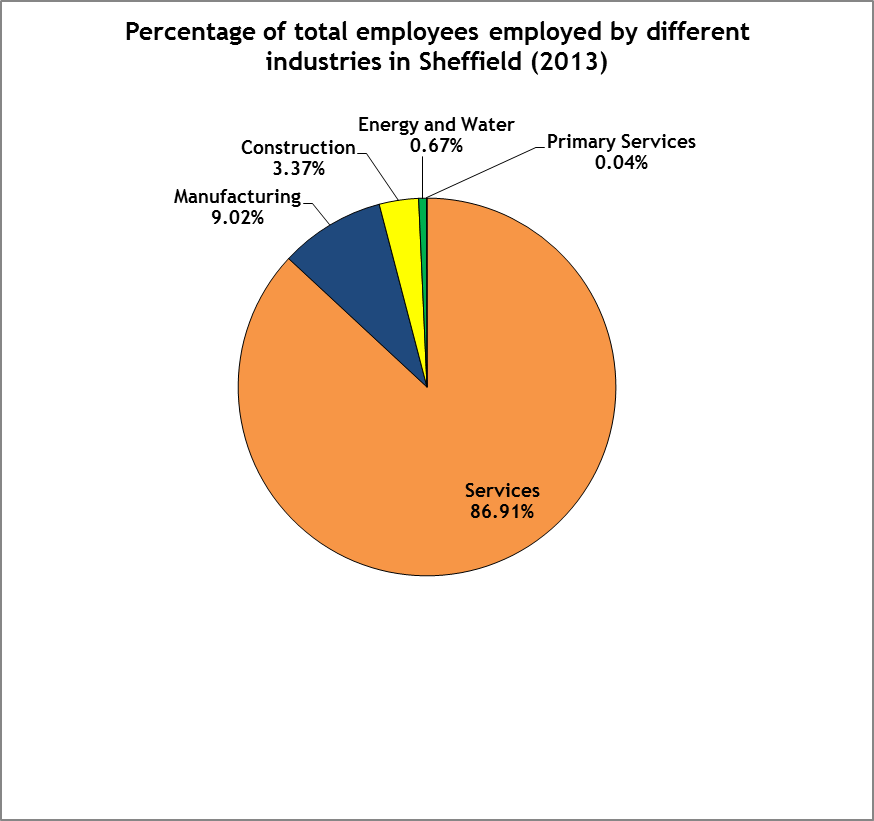 Percentage of total employees employed by different
industries in Sheffield (2013)
Energy and Water
0.67%
Primary Services
0.04%
Construction
3.37%
Manufacturing
9.02%
Services
86.91%